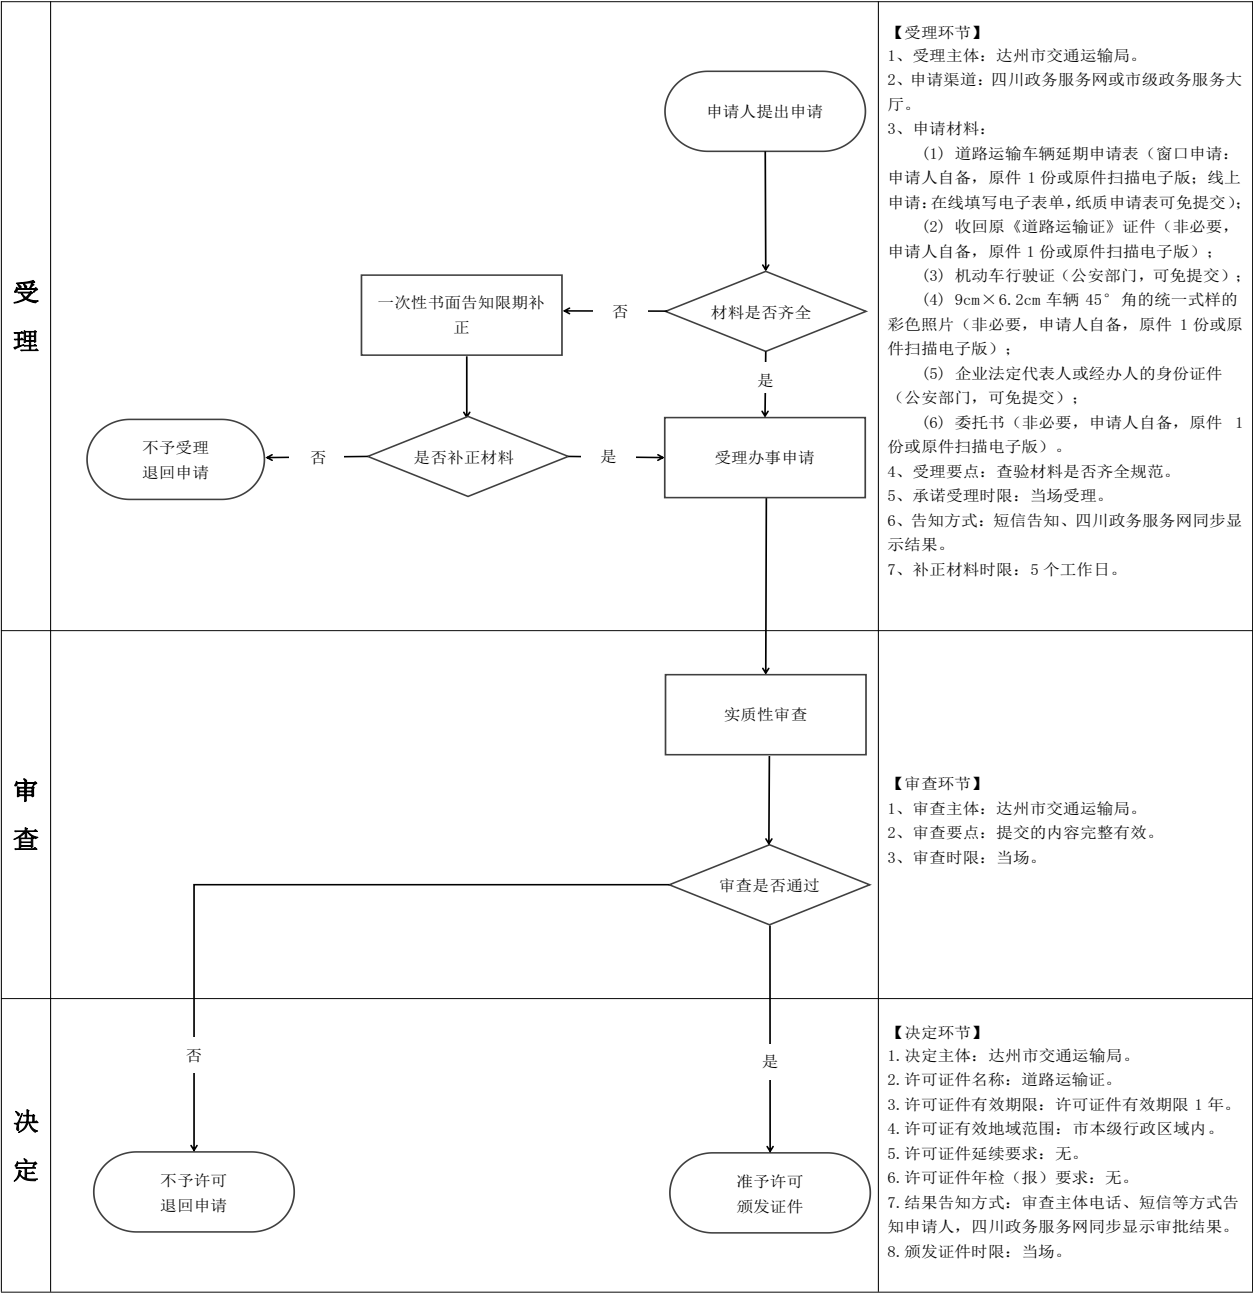 受
理
申请人提出申请
材料是否齐全
否
一次性书面告知限期补
正
是
是否补正材料
否
不予受理
退回申请
是
受理办事申请
【受理环节】
1、受理主体：达州市交通运输局。
2、申请渠道：四川政务服务网或市级政务服务大
厅。
3、申请材料：
（1）道路运输车辆延期申请表（窗口申请：
申请人自备，原件 1 份或原件扫描电子版；线上
申请：在线填写电子表单，纸质申请表可免提交）；
（2）收回原《道路运输证》证件（非必要，
申请人自备，原件 1 份或原件扫描电子版）；
（3）机动车行驶证（公安部门，可免提交）；
（4）9cm×6.2cm 车辆 45°角的统一式样的
彩色照片（非必要，申请人自备，原件 1 份或原
件扫描电子版）；
（5）企业法定代表人或经办人的身份证件
（公安部门，可免提交）；
（6）委托书（非必要，申请人自备，原件 1
份或原件扫描电子版）。
4、受理要点：查验材料是否齐全规范。
5、承诺受理时限：当场受理。
6、告知方式：短信告知、四川政务服务网同步显
示结果。
7、补正材料时限：5 个工作日。
审
查
实质性审查
审查是否通过
【审查环节】
1、审查主体：达州市交通运输局。
2、审查要点：提交的内容完整有效。
3、审查时限：当场。
决
定
否
是
不予许可
退回申请
准予许可
颁发证件
【决定环节】
1.决定主体：达州市交通运输局。
2.许可证件名称：道路运输证。
3.许可证件有效期限：许可证件有效期限 1 年。
4.许可证有效地域范围：市本级行政区域内。
5.许可证件延续要求：无。
6.许可证件年检（报）要求：无。
7.结果告知方式：审查主体电话、短信等方式告
知申请人，四川政务服务网同步显示审批结果。
8.颁发证件时限：当场。